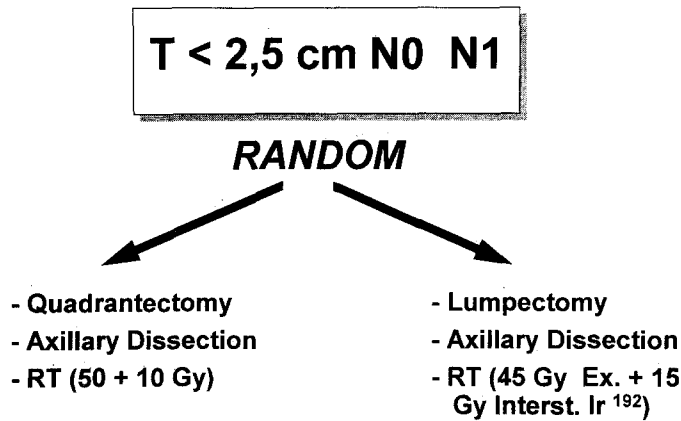 T < 2,5 cm N0 N1
RANDOM
- Quadrantectomy
- Axillary Dissection
- RT (50 + 10 Gy)
- Lumpectomy
- Axillary Dissection
- RT (45 Gy Ex. + 15
Gy Interst. Ir ¹⁹²)